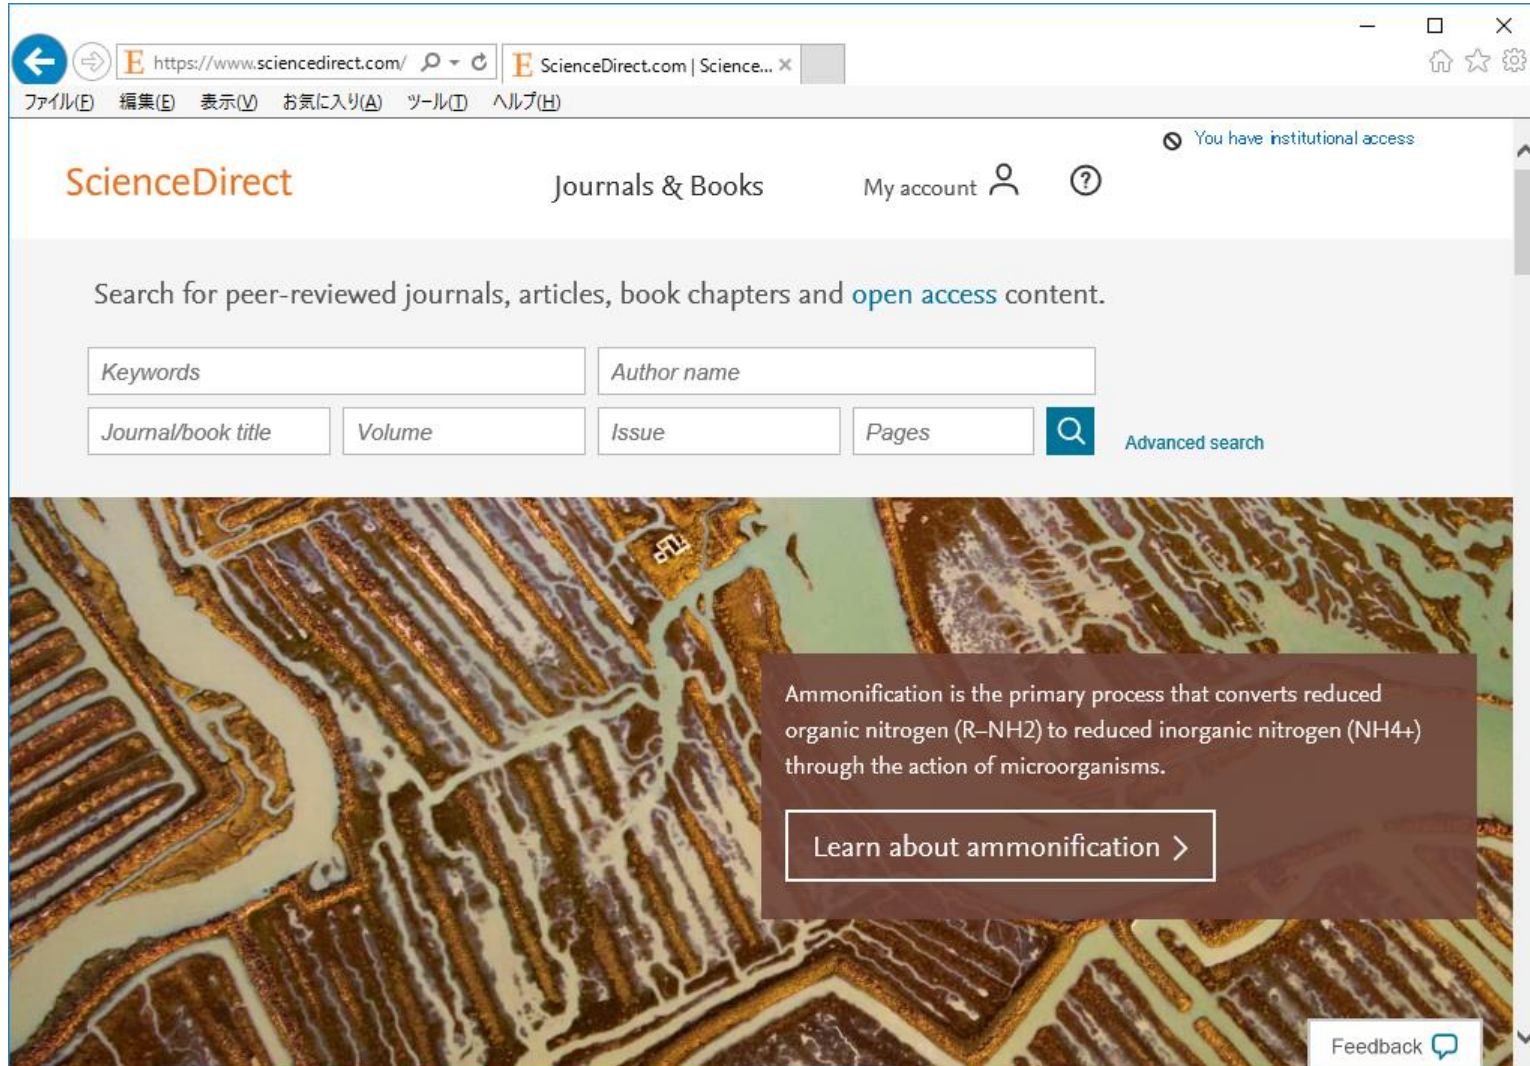 https://www.sciencedirect.com/
ScienceDirect.com | Science...
ファイル(F) 編集(E) 表示(V) お気に入り(A) ツール(T) ヘルプ(H)
You have institutional access
ScienceDirect
Journals & Books
My account
Search for peer-reviewed journals, articles, book chapters and open access content.
Keywords
Author name
Journal/book title
Volume
Issue
Pages
Advanced search
Ammonification is the primary process that converts reduced
organic nitrogen (R–NH2) to reduced inorganic nitrogen (NH4+)
through the action of microorganisms.
Learn about ammonification >
Feedback